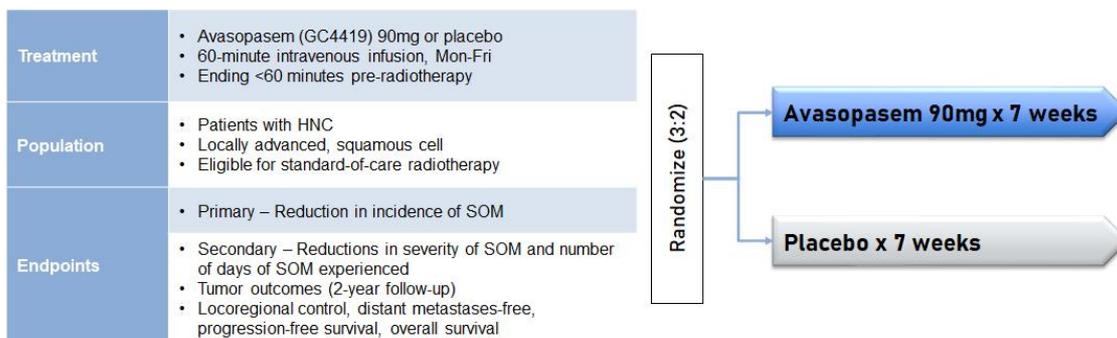 Treatment
• Avasopasem (GC4419) 90mg or placebo
• 60-minute intravenous infusion, Mon-Fri
• Ending <60 minutes pre-radiotherapy
Population
• Patients with HNC
• Locally advanced, squamous cell
• Eligible for standard-of-care radiotherapy
Endpoints
• Primary – Reduction in incidence of SOM
• Secondary – Reductions in severity of SOM and number
of days of SOM experienced
• Tumor outcomes (2-year follow-up)
• Locoregional control, distant metastases-free,
progression-free survival, overall survival
Randomize (3:2)
Avasopasem 90mg x 7 weeks
Placebo x 7 weeks